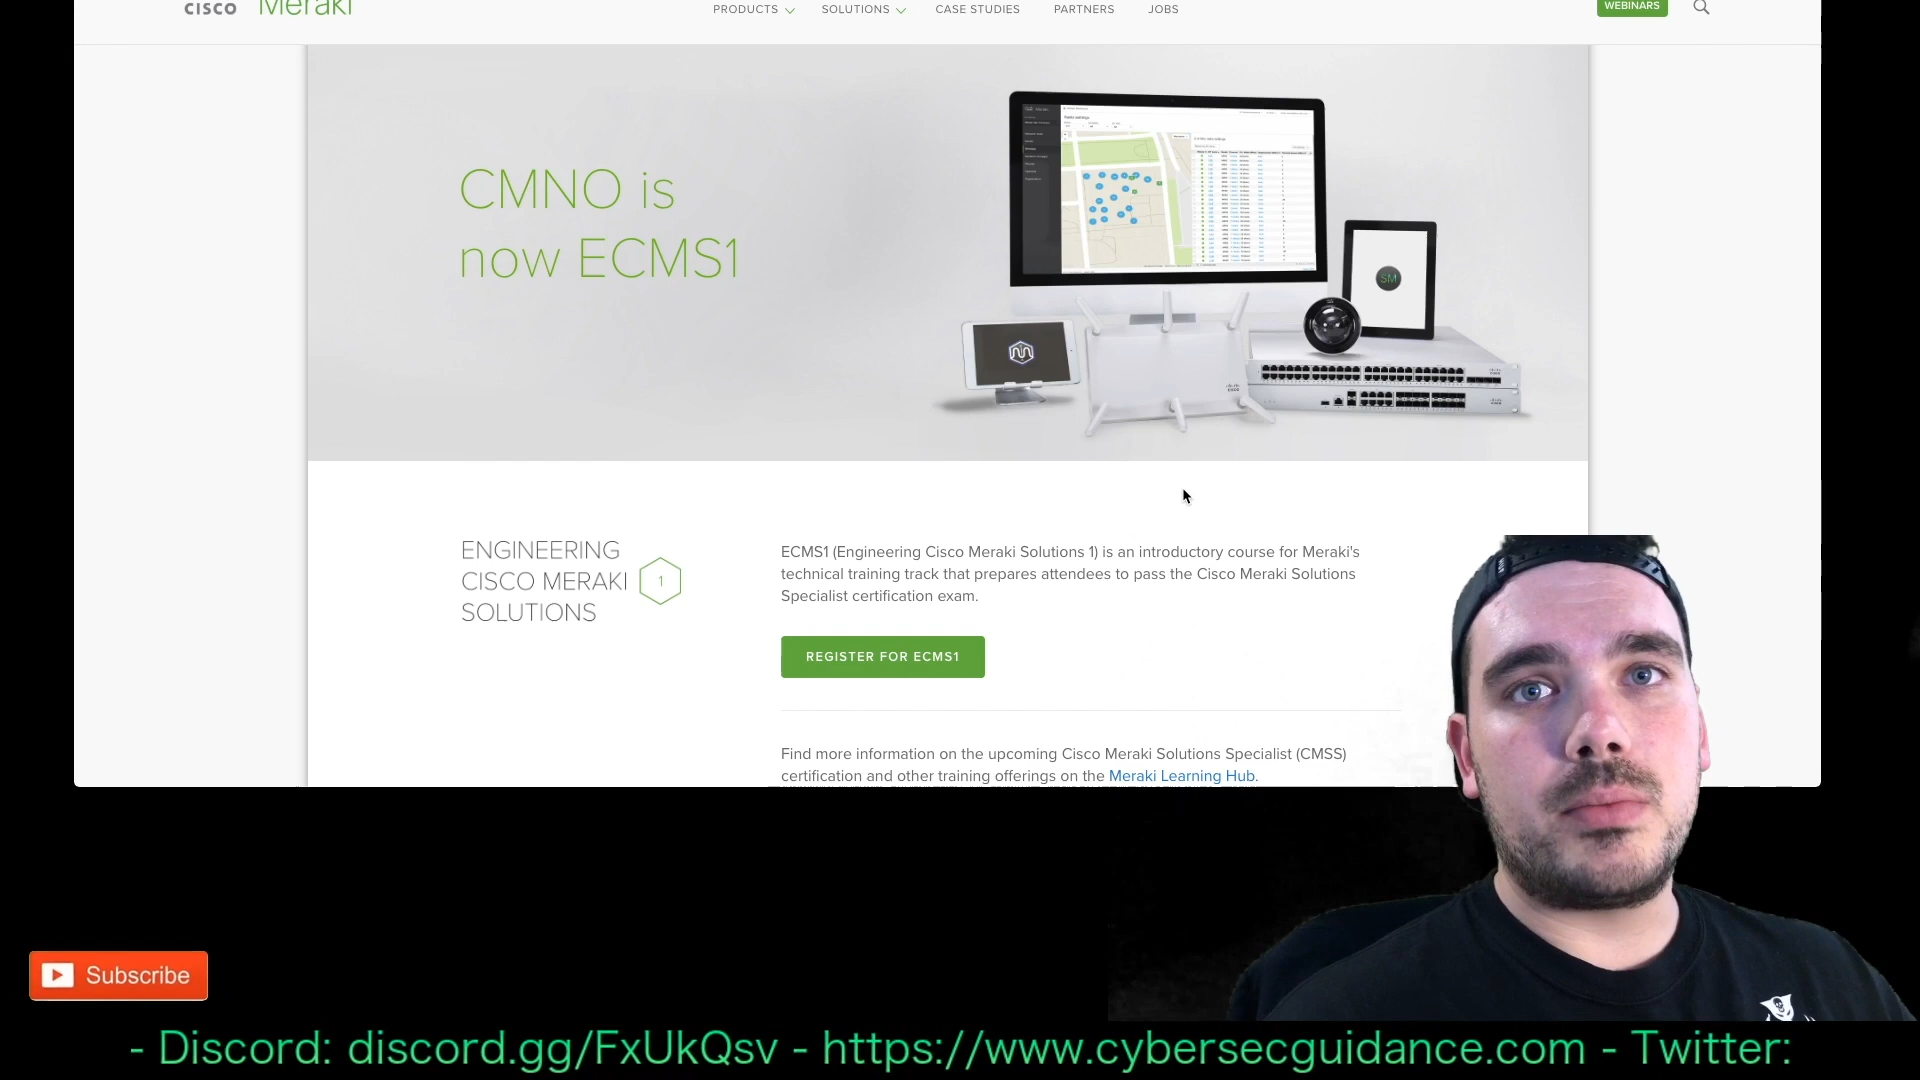 CISCO Meraki
PRODUCTS SOLUTIONS CASE STUDIES PARTNERS JOBS
WEBINARS
CMNO is
now ECMS1
SM
ENGINEERING
CISCO MERAKI
SOLUTIONS
1
ECMS1 (Engineering Cisco Meraki Solutions 1) is an introductory course for Meraki's
technical training track that prepares attendees to pass the Cisco Meraki Solutions
Specialist certification exam.
REGISTER FOR ECMS1
Find more information on the upcoming Cisco Meraki Solutions Specialist (CMSS)
certification and other training offerings on the Meraki Learning Hub.
Subscribe
- Discord: discord.gg/FxUkQsv - https://www.cybersecguidance.com - Twitter: